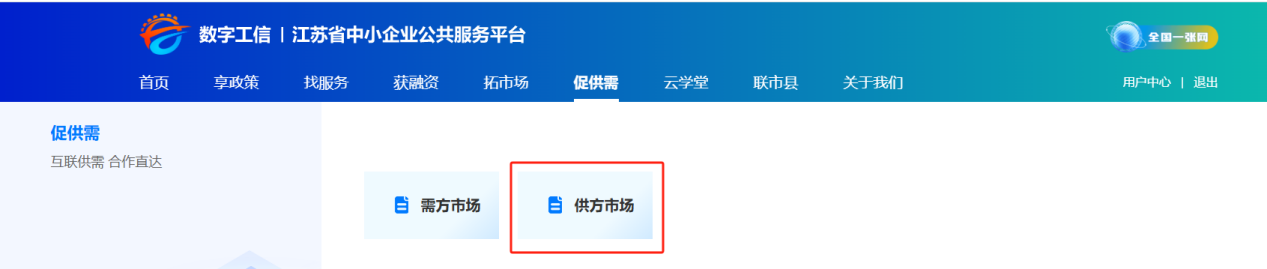 数字工信 | 江苏省中小企业公共服务平台
全国一张网
首页 享政策 找服务 获融资 拓市场 促供需 云学堂 联市县 关于我们 用户中心 | 退出
促供需
互联供需 合作直达
需方市场 供方市场